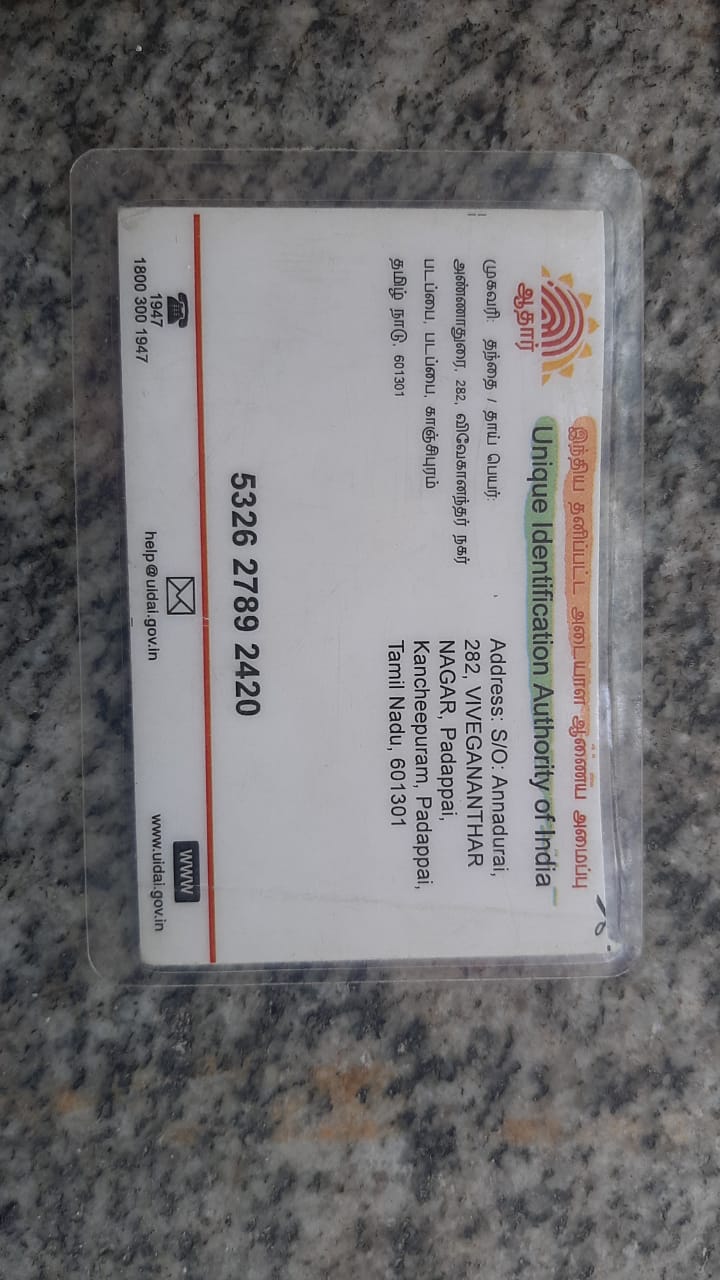 இந்திய தனிப்பட்ட அடையாள ஆணைய அமைப்பு
Unique Identification Authority of India
ஆதார்
முகவரி: தந்தை / தாய் பெயர்:
அண்ணாதுரை, 282, விவேகானந்தர் நகர்
படப்பை, படப்பை, காஞ்சிபுரம்
தமிழ் நாடு, 601301
Address: S/O: Annadurai,
282, VIVEGANANTHAR
NAGAR, Padappai,
Kancheepuram, Padappai,
Tamil Nadu, 601301
5326 2789 2420
1947
1800 300 1947
help@uidai.gov.in
WWW
www.uidai.gov.in